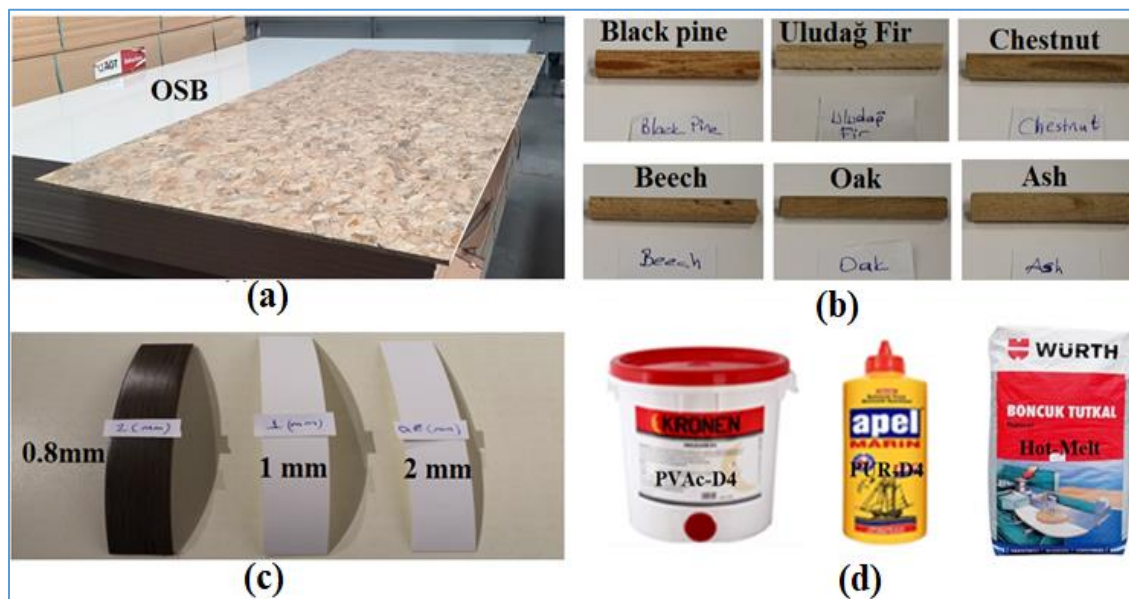 AGT
OSB
(a)
Black pine
Uludağ Fir
Chestnut
Black Pine
Uludağ
Fir
Chestnut
Beech
Oak
Ash
Beech
Oak
Ash
(b)
2 (mm)
1 (mm)
0.8 (mm)
0.8mm
1 mm
2 mm
(c)
KRONEN
PVAc-D4
apel
MARIN
PUR-D4
WÜRTH
BONCUK TUTKAL
Hot-Melt
(d)